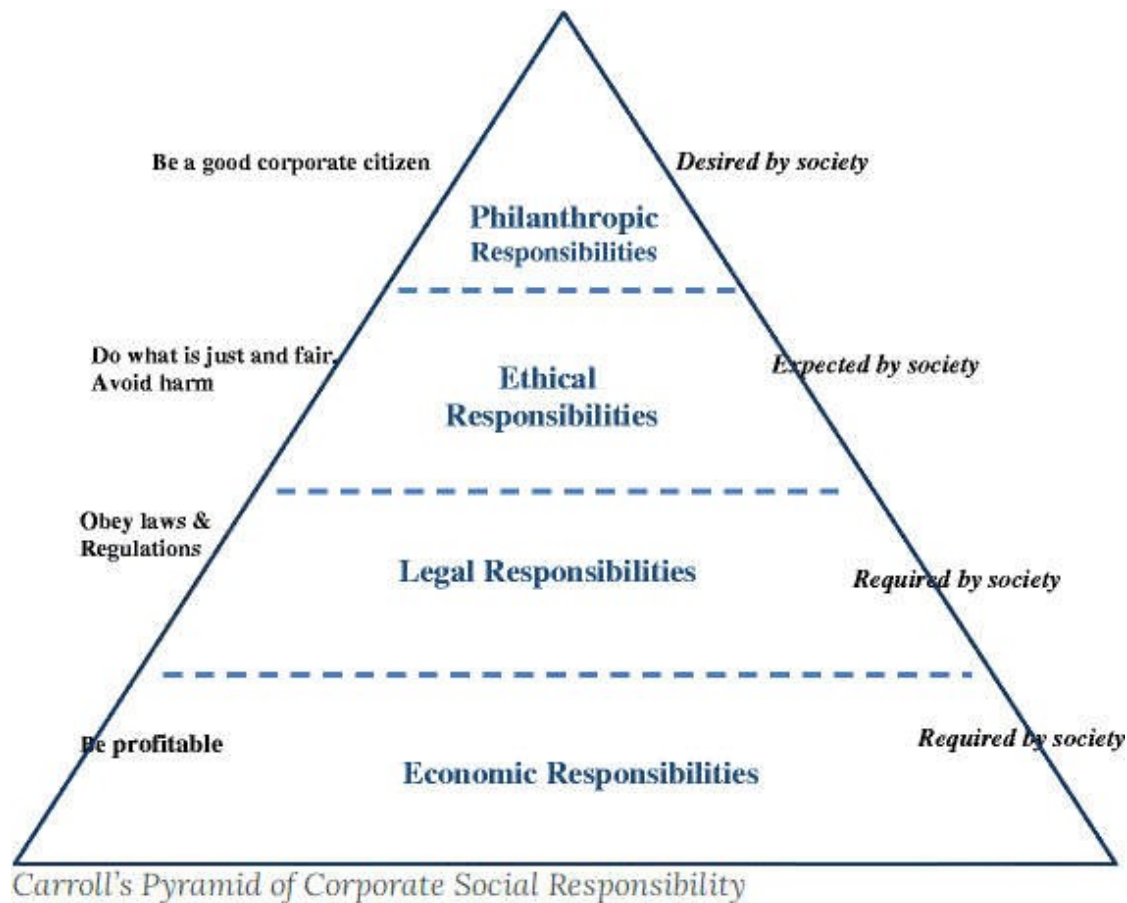 Be a good corporate citizen
Desired by society
Philanthropic
Responsibilities
Do what is just and fair,
Avoid harm
Expected by society
Ethical
Responsibilities
Obey laws &
Regulations
Legal Responsibilities
Required by society
Be profitable
Required by society
Economic Responsibilities
Carroll's Pyramid of Corporate Social Responsibility